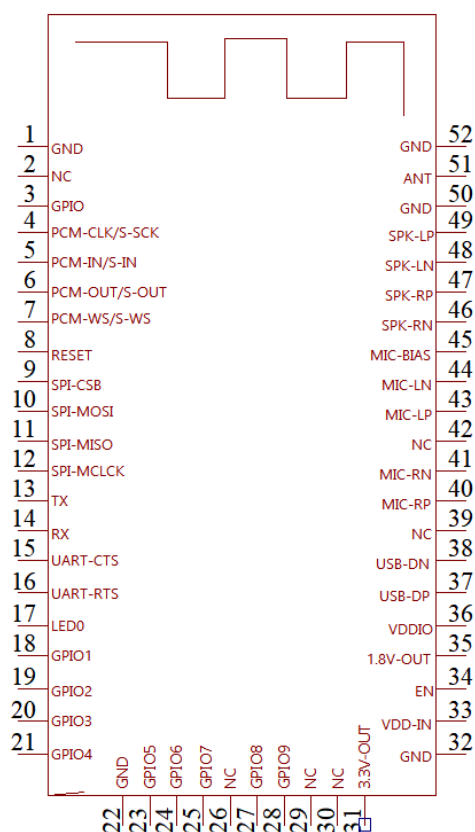 1 GND
2 NC
3 GPIO
4 PCM-CLK/S-SCK
5 PCM-IN/S-IN
6 PCM-OUT/S-OUT
7 PCM-WS/S-WS
8 RESET
9 SPI-CSB
10 SPI-MOSI
11 SPI-MISO
12 SPI-MCLCK
13 TX
14 RX
15 UART-CTS
16 UART-RTS
17 LED0
18 GPIO1
19 GPIO2
20 GPIO3
21 GPIO4
22 GND
23 GPIO5
24 GPIO6
25 GPIO7
26 NC
27 GPIO8
28 GPIO9
29 NC
30 NC
31 3.3V-OUT
GND 32
VDD-IN 33
EN 34
1.8V-OUT 35
VDDIO 36
USB-DP 37
USB-DN 38
NC 39
MIC-RP 40
MIC-RN 41
NC 42
MIC-LP 43
MIC-LN 44
MIC-BIAS 45
SPK-RN 46
SPK-RP 47
SPK-LN 48
SPK-LP 49
GND 50
ANT 51
GND 52